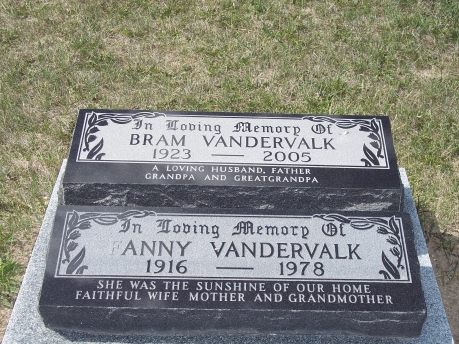 In Loving Memory Of
BRAM VANDERVALK
1923 — 2005
A LOVING HUSBAND, FATHER
GRANDPA AND GREATGRANDPA
In Loving Memory Of
FANNY VANDERVALK
1916 — 1978
SHE WAS THE SUNSHINE OF OUR HOME
FAITHFUL WIFE MOTHER AND GRANDMOTHER